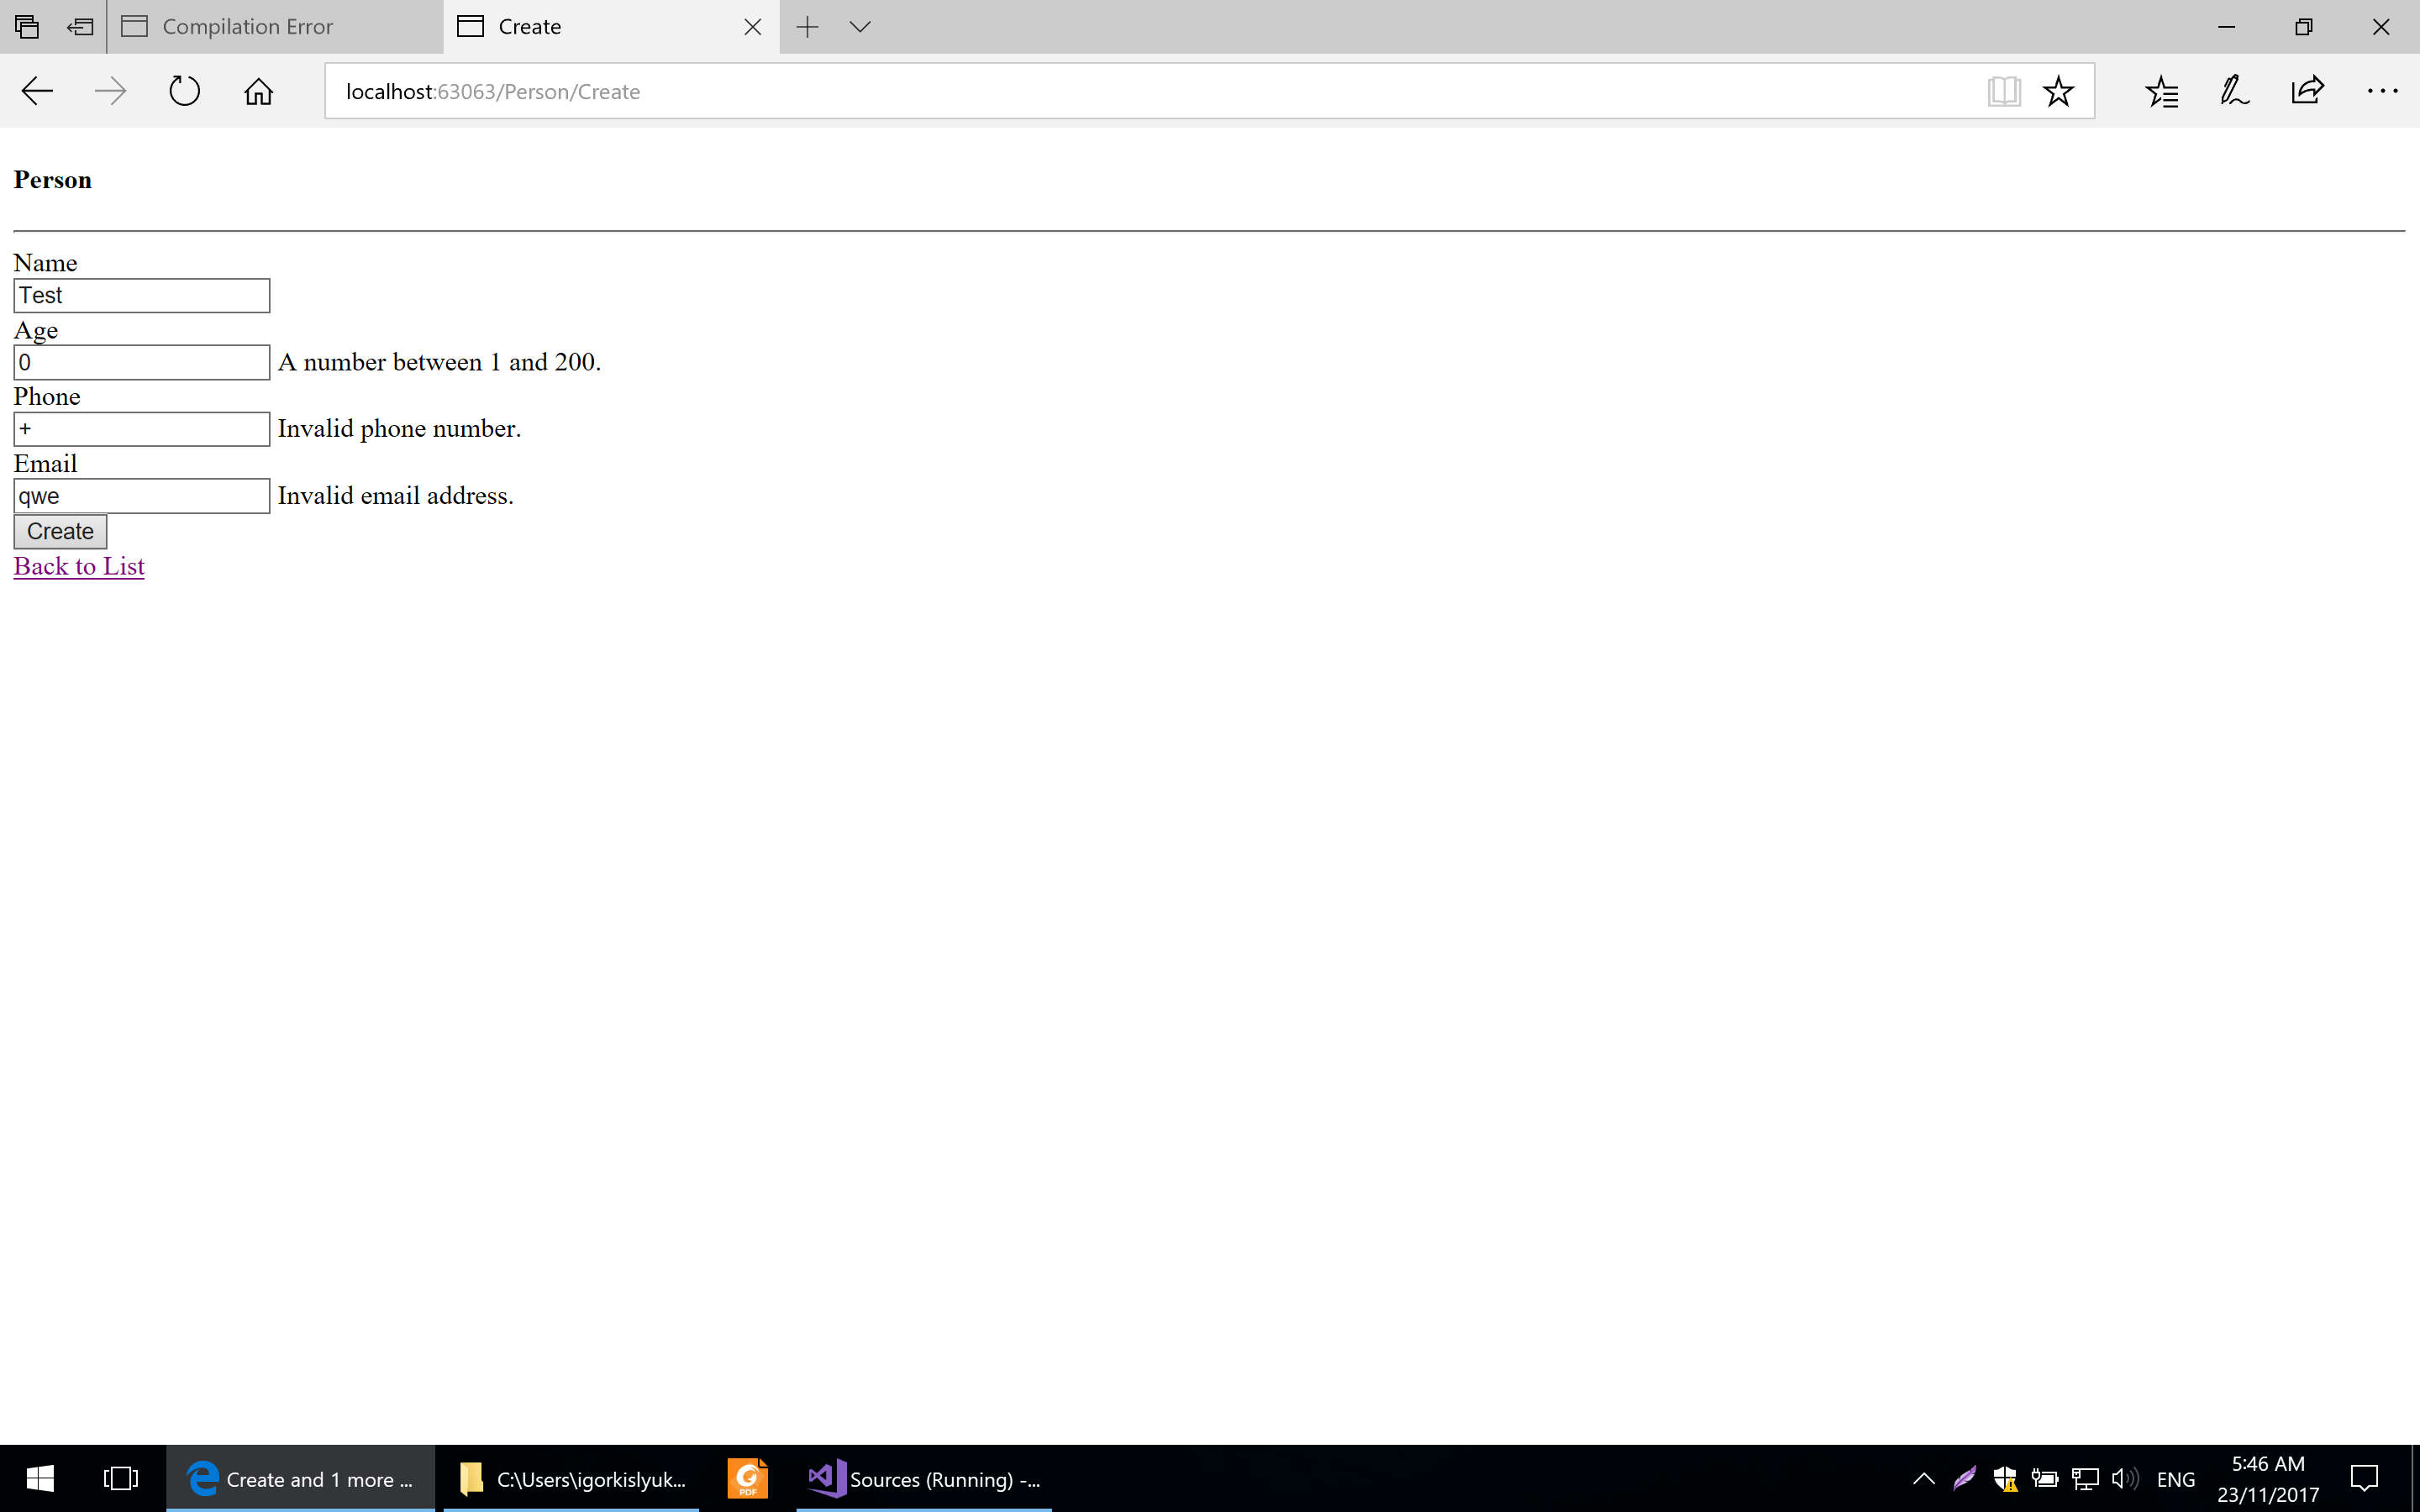 Compilation Error
Create
localhost:63063/Person/Create
Person
Name
Test
Age
0 A number between 1 and 200.
Phone
+ Invalid phone number.
Email
qwe Invalid email address.
Create
Back to List
Create and 1 more ...
C:\Users\igorkislyuk...
PDF
Sources (Running) -...
ENG
5:46 AM
23/11/2017